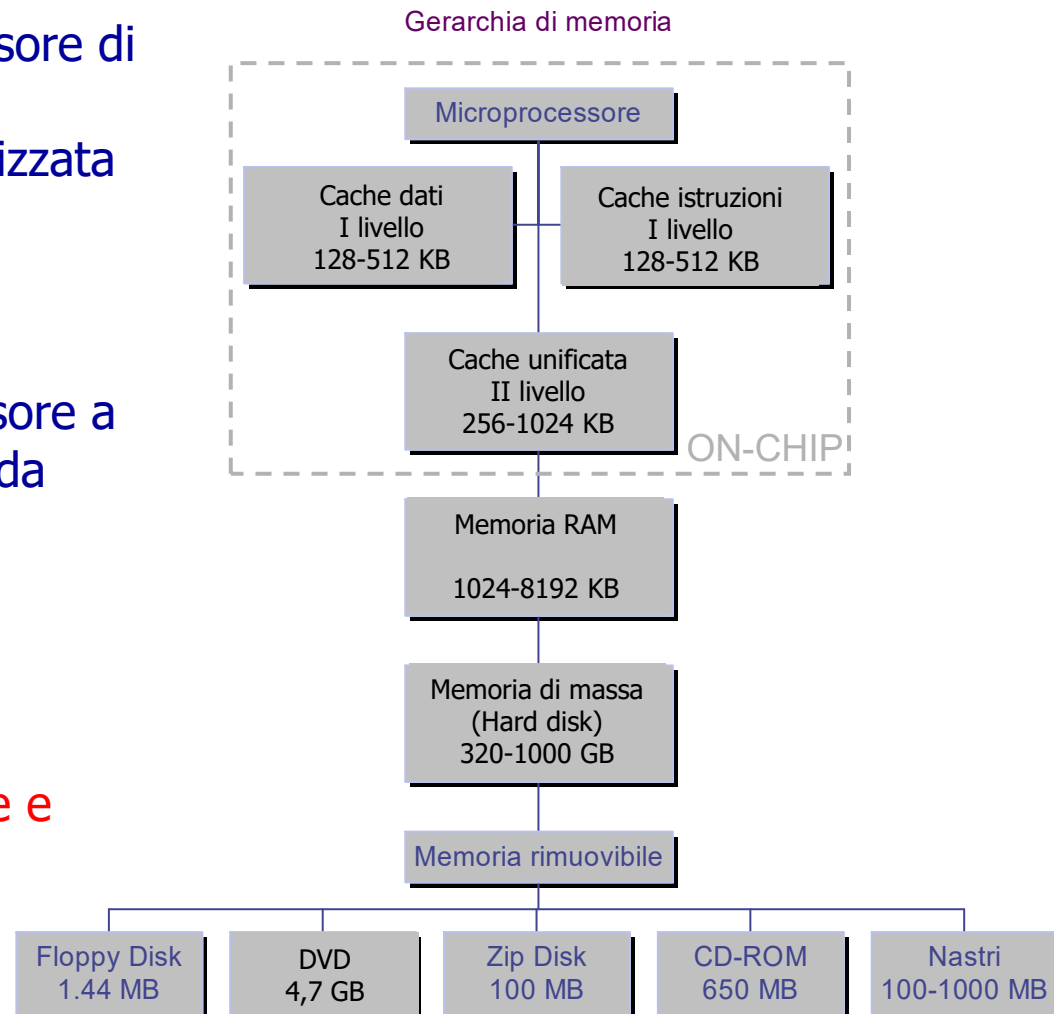 sore di
izzata
sore a
da
e e
Gerarchia di memoria
Microprocessore
Cache dati
I livello
128-512 KB
Cache istruzioni
I livello
128-512 KB
Cache unificata
II livello
256-1024 KB
ON-CHIP
Memoria RAM
1024-8192 KB
Memoria di massa
(Hard disk)
320-1000 GB
Memoria rimuovibile
Floppy Disk
1.44 MB
DVD
4,7 GB
Zip Disk
100 MB
CD-ROM
650 MB
Nastri
100-1000 MB